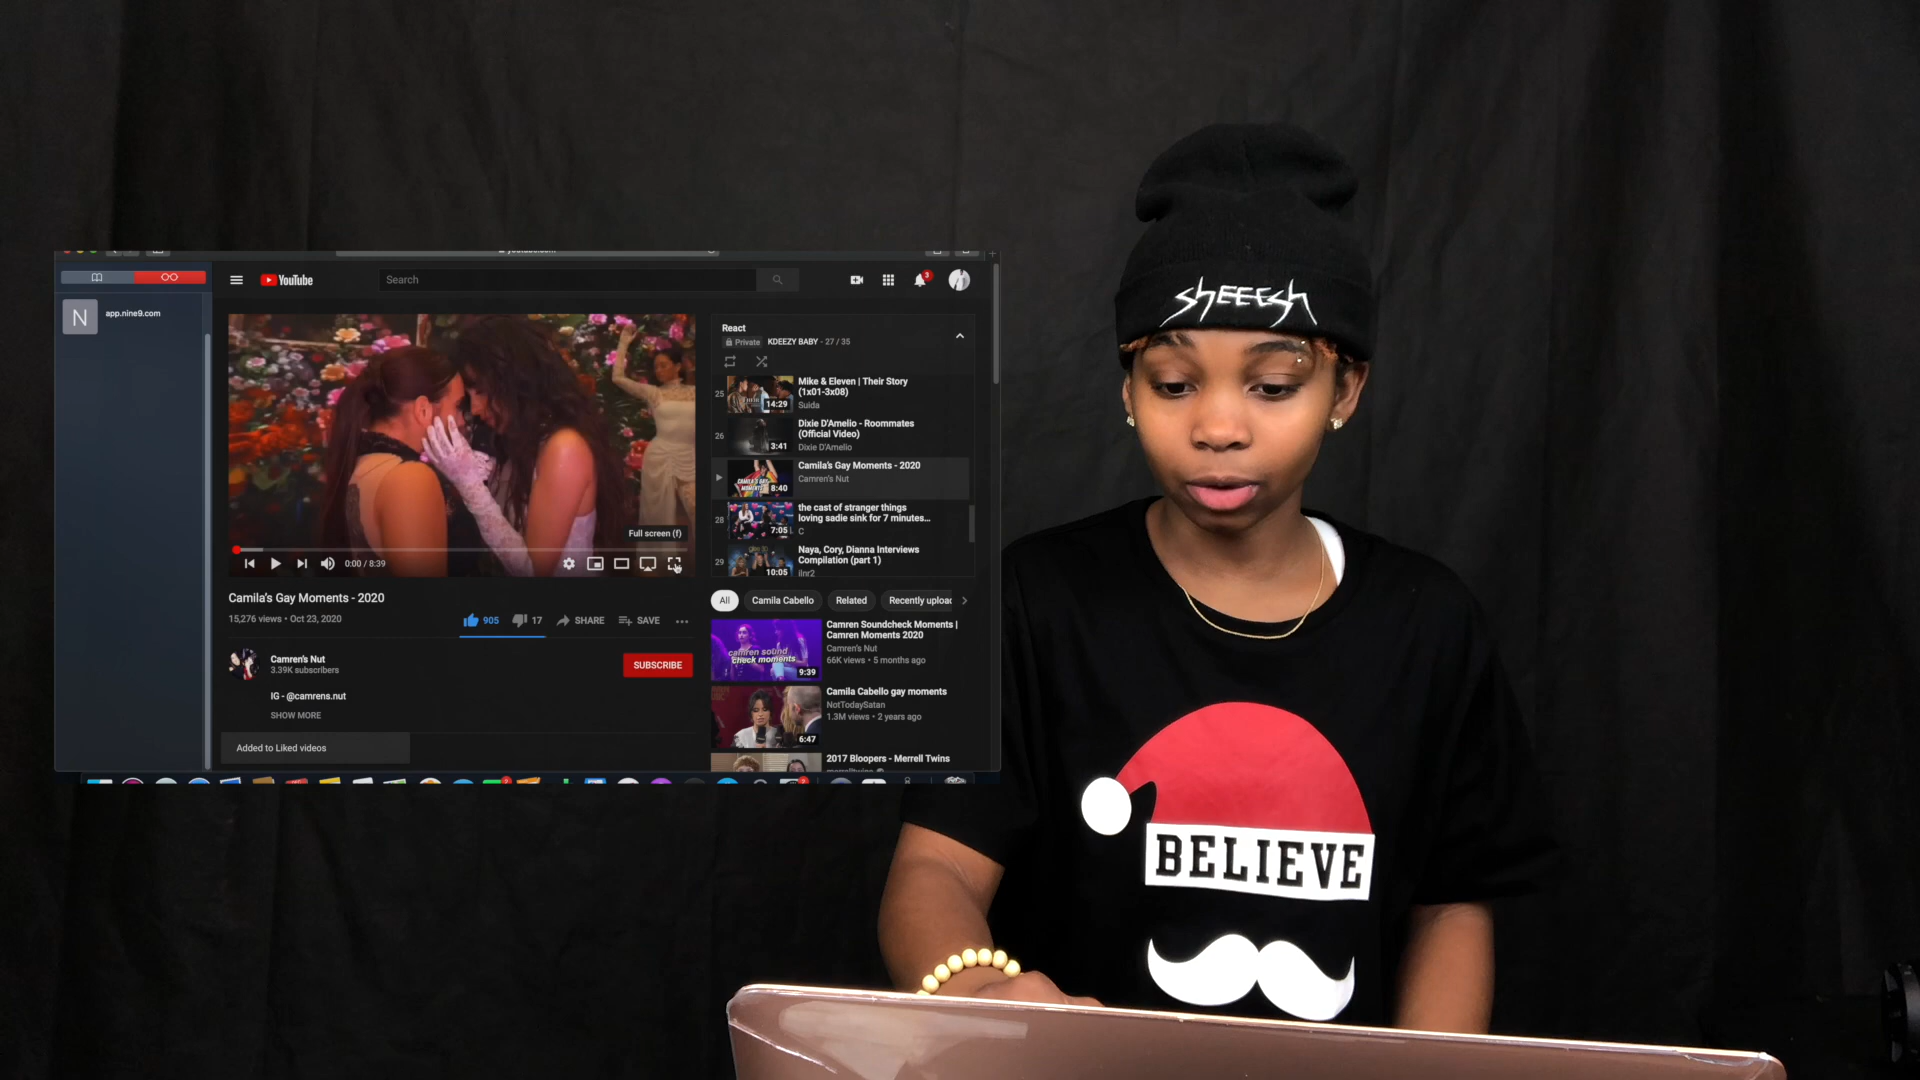 YouTube
Search
3
N
app.nine9.com
React
Private KDEEZY BABY - 27 / 35
25
14:29
Mike & Eleven | Their Story
(1x01-3x08)
Suida
26
3:41
Dixie D'Amelio - Roommates
(Official Video)
Dixie D'Amelio
8:40
Camila's Gay Moments - 2020
Camren's Nut
28
7:05
the cast of stranger things
loving sadie sink for 7 minutes...
C
29
10:05
Naya, Cory, Dianna Interviews
Compilation (part 1)
Full screen (f)
0:00 / 8:39
Camila's Gay Moments - 2020
15,276 views • Oct 23, 2020
905
17
SHARE
SAVE
Camren's Nut
3.39K subscribers
SUBSCRIBE
IG - @camrens.nut
SHOW MORE
Added to Liked videos
All
Camila Cabello
Related
Recently uploac
camren sound
check moments
9:39
Camren Soundcheck Moments |
Camren Moments 2020
Camren's Nut
66K views • 5 months ago
6:47
Camila Cabello gay moments
NotTodaySatan
1.3M views • 2 years ago
2017 Bloopers - Merrell Twins
sheeesh
BELIEVE